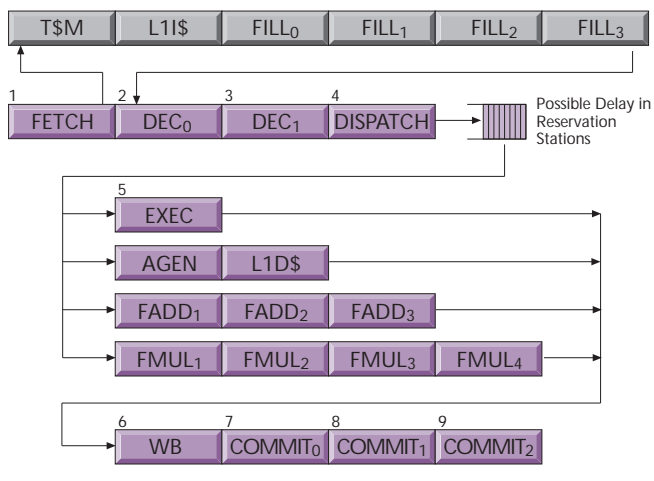 T$M L1I$ FILL₀ FILL₁ FILL₂ FILL₃
1 2 3 4
FETCH DEC₀ DEC₁ DISPATCH
Possible Delay in
Reservation
Stations
5
EXEC
AGEN L1D$
FADD₁ FADD₂ FADD₃
FMUL₁ FMUL₂ FMUL₃ FMUL₄
6 7 8 9
WB COMMIT₀ COMMIT₁ COMMIT₂